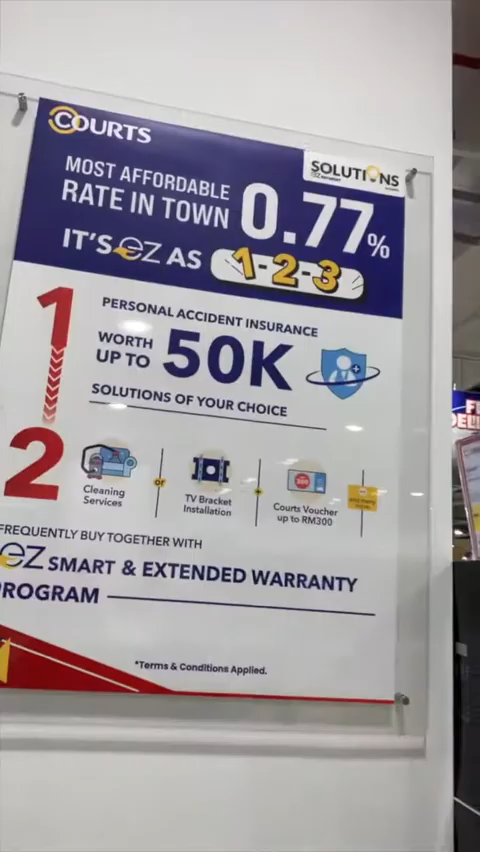 COURTS
SOLUTIONS
MOST AFFORDABLE
RATE IN TOWN 0.77%
IT'S EZ AS 1-2-3
1
PERSONAL ACCIDENT INSURANCE
WORTH
UP TO 50K
SOLUTIONS OF YOUR CHOICE
2
Cleaning
Services
or
TV Bracket
Installation
Courts Voucher
up to RM300
FREQUENTLY BUY TOGETHER WITH
EZ SMART & EXTENDED WARRANTY
PROGRAM
*Terms & Conditions Applied.